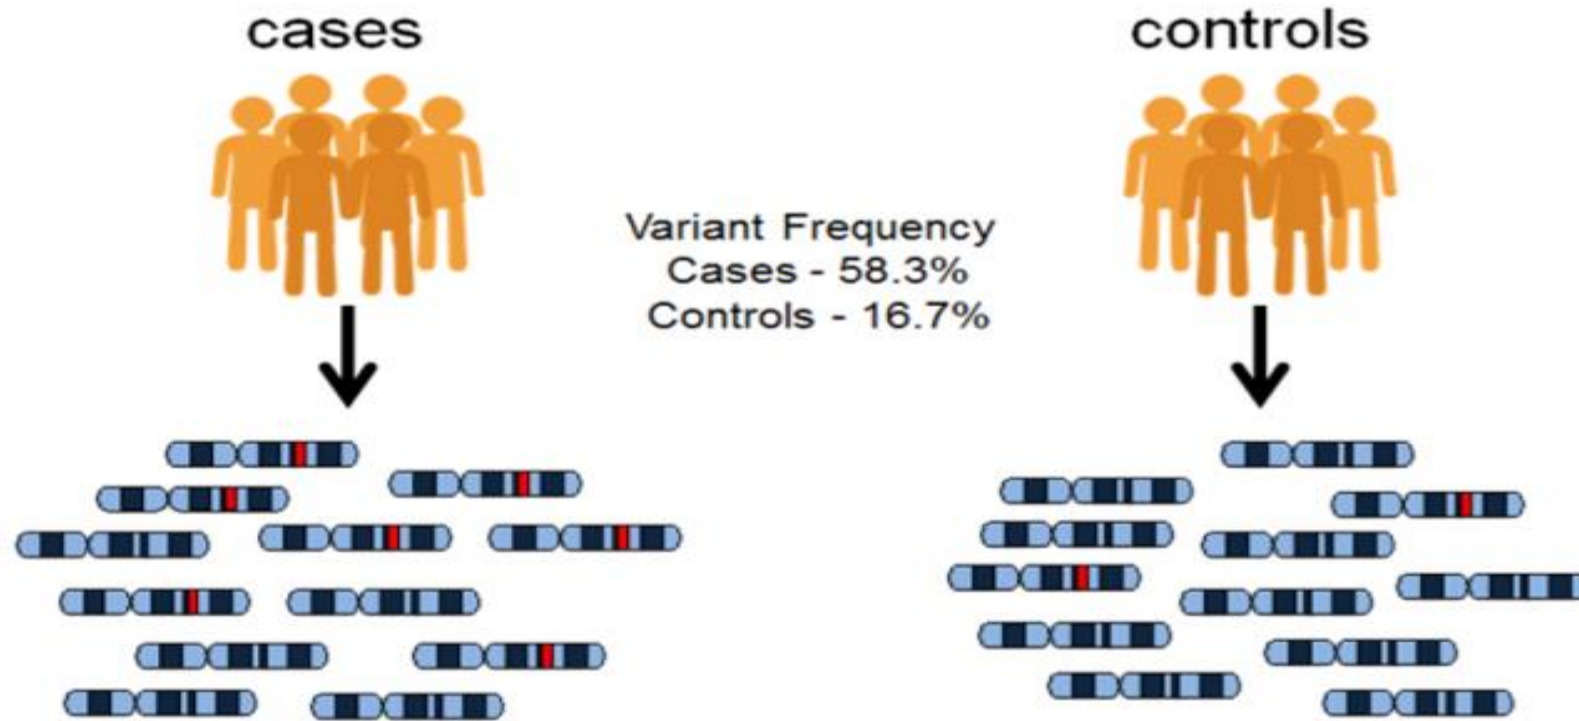 cases
controls
Variant Frequency
Cases - 58.3%
Controls - 16.7%